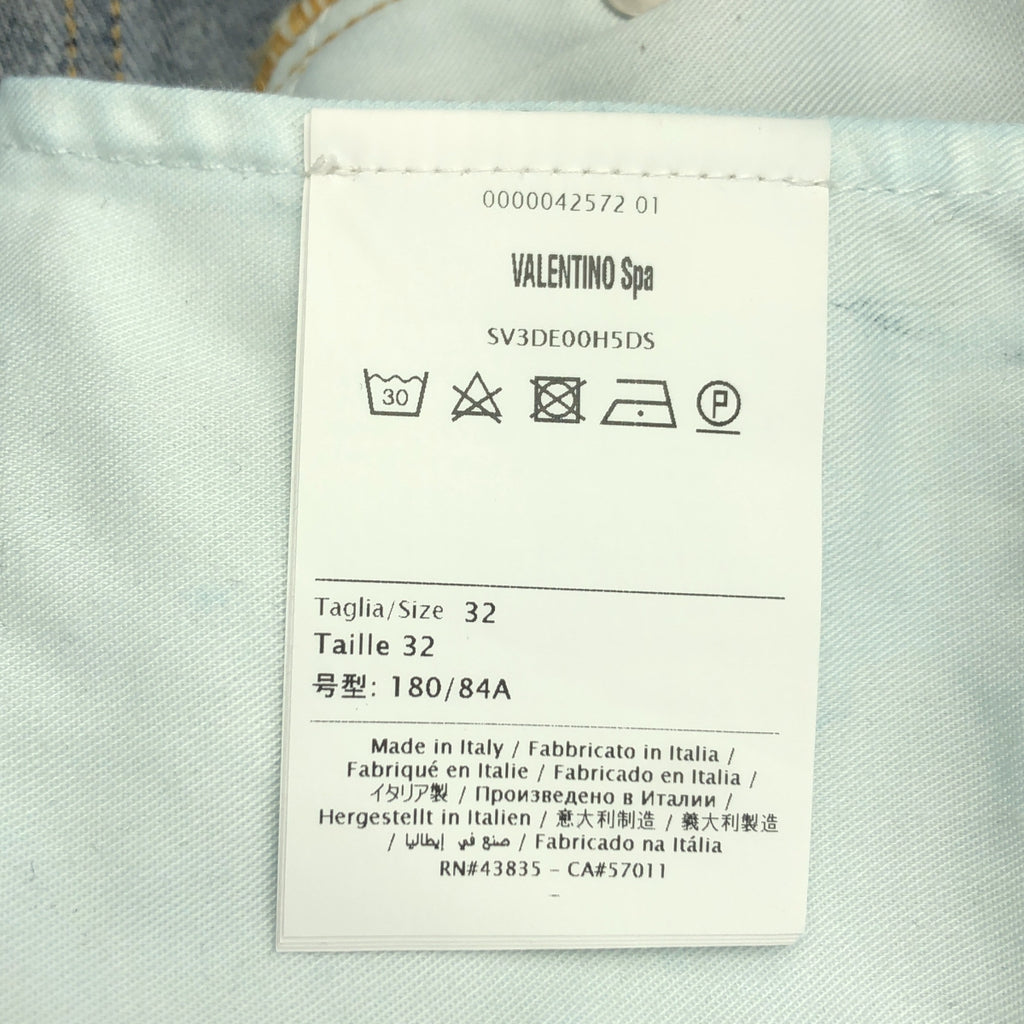 0000042572 01
VALENTINO Spa
SV3DE00H5DS
30 P
Taglia/Size 32
Taille 32
号型: 180/84A
Made in Italy / Fabbricato in Italia /
Fabriqué en Italie / Fabricado en Italia /
イタリア製 / Произведено в Италии /
Hergestellt in Italien / 意大利制造 / 義大利製造
/ صنع في إيطاليا / Fabricado na Itália
RN#43835 – CA#57011
–